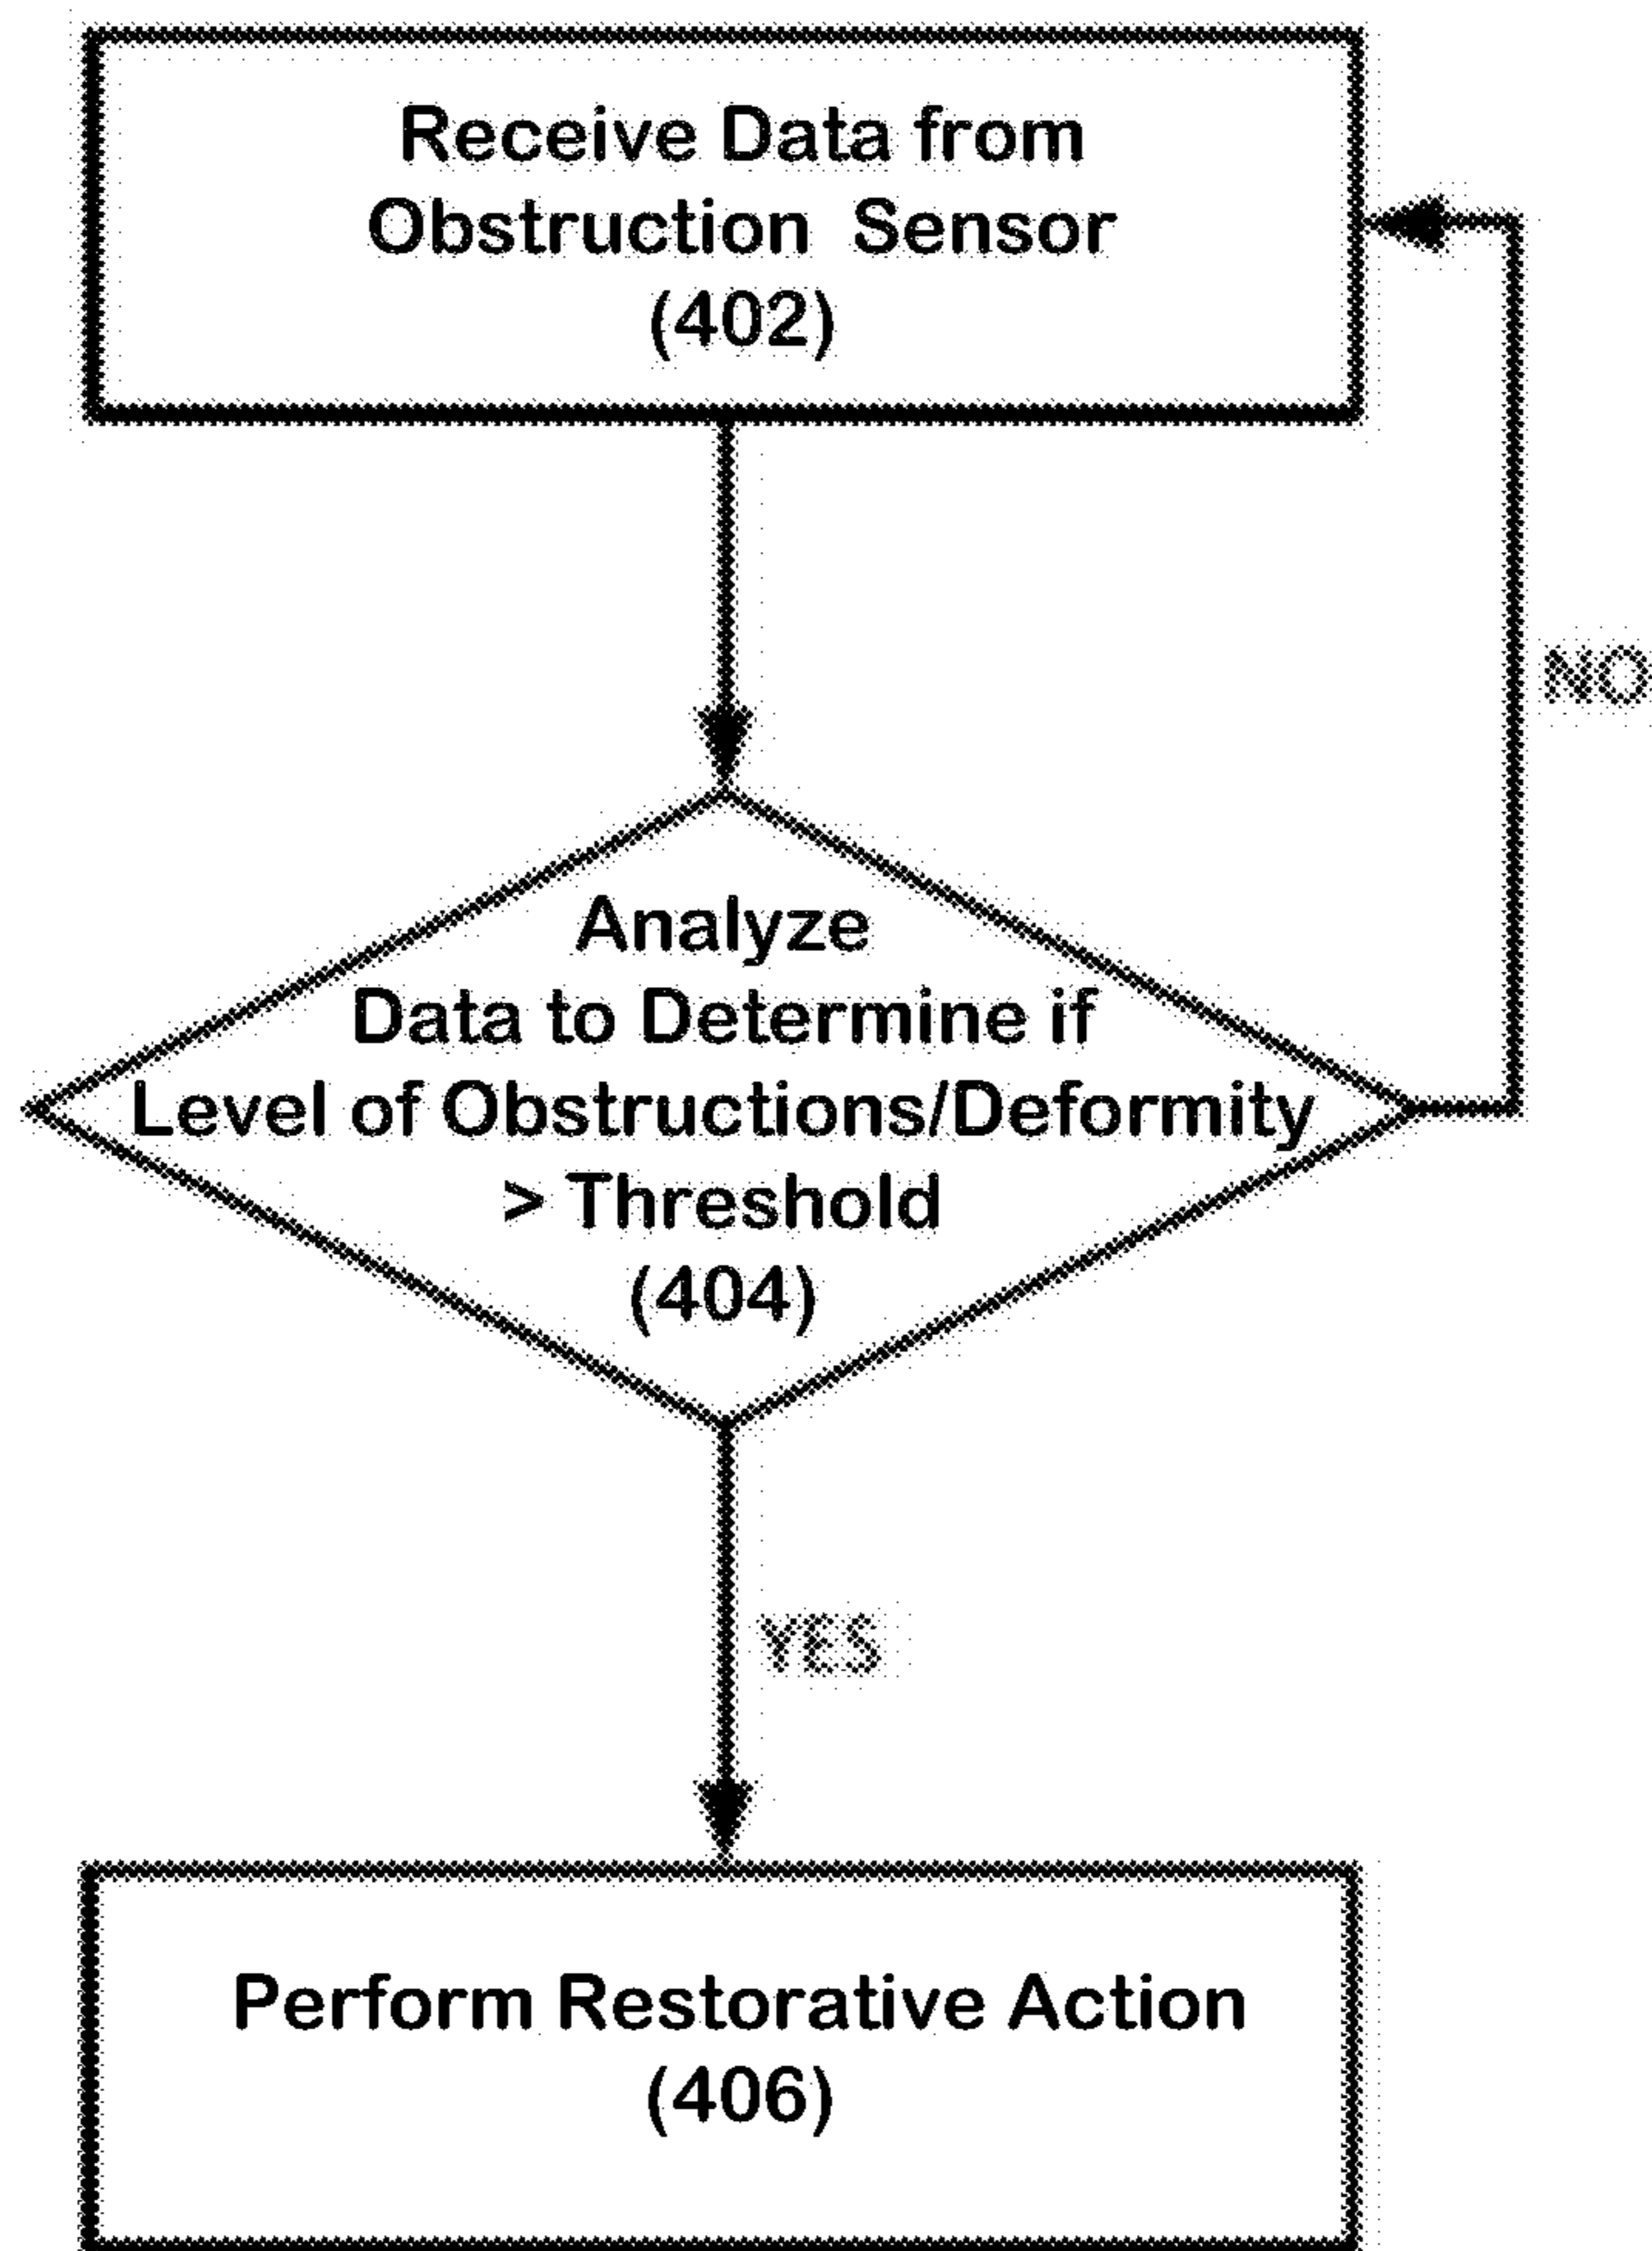 Receive Data from
Obstruction Sensor
(402)
NO
Analyze
Data to Determine if
Level of Obstructions/Deformity
> Threshold
(404)
YES
Perform Restorative Action
(406)